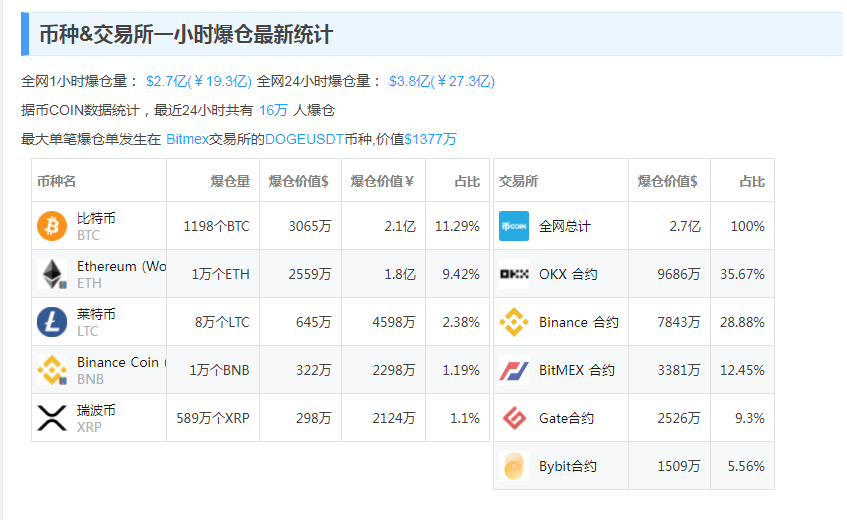 币种&交易所一小时爆仓最新统计
全网1小时爆仓量： $2.7亿(￥19.3亿) 全网24小时爆仓量： $3.8亿(￥27.3亿)
据币COIN数据统计，最近24小时共有 16万 人爆仓
最大单笔爆仓单发生在 Bitmex交易所的DOGEUSDT币种,价值$1377万
币种名 爆仓量 爆仓价值$ 爆仓价值￥ 占比
比特币
BTC
1198个BTC 3065万 2.1亿 11.29%
Ethereum (Wo
ETH
1万个ETH 2559万 1.8亿 9.42%
莱特币
LTC
8万个LTC 645万 4598万 2.38%
Binance Coin (
BNB
1万个BNB 322万 2298万 1.19%
瑞波币
XRP
589万个XRP 298万 2124万 1.1%
交易所 爆仓价值$ 占比
币COIN 全网总计 2.7亿 100%
OKX OKX 合约 9686万 35.67%
Binance 合约 7843万 28.88%
BitMEX 合约 3381万 12.45%
Gate合约 2526万 9.3%
Bybit合约 1509万 5.56%